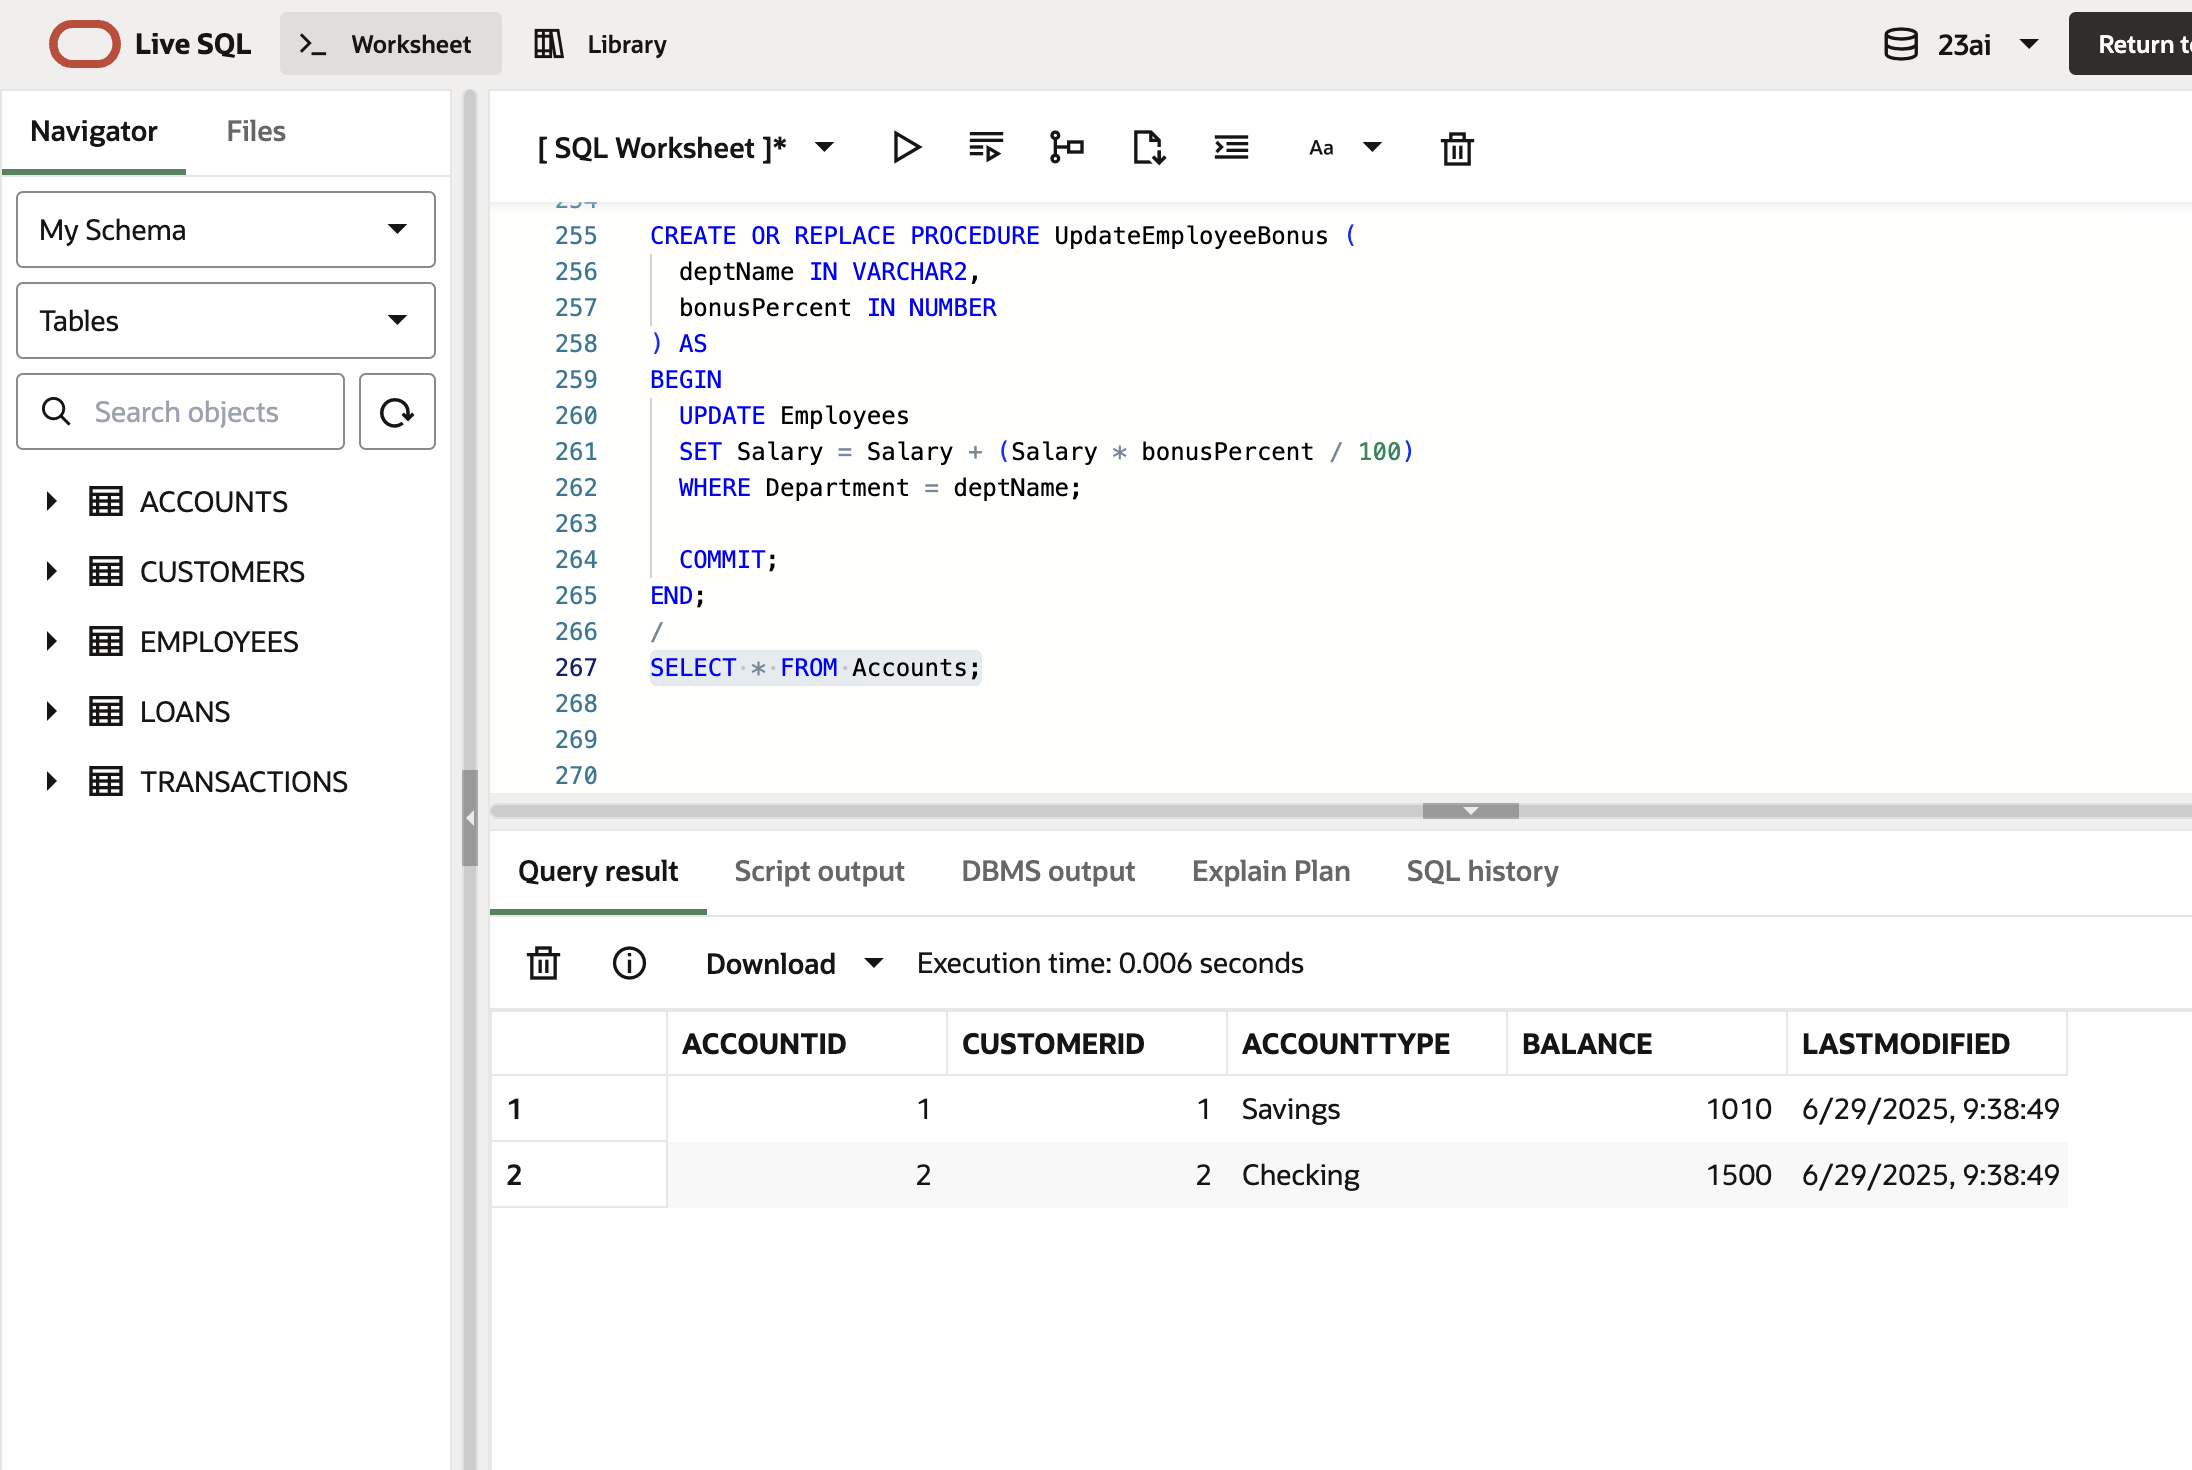 Live SQL
Worksheet
Library
23ai
Return t
Navigator
Files
My Schema
Tables
Search objects
ACCOUNTS
CUSTOMERS
EMPLOYEES
LOANS
TRANSACTIONS
[ SQL Worksheet ]*
Aa
254
255 CREATE OR REPLACE PROCEDURE UpdateEmployeeBonus (
256 deptName IN VARCHAR2,
257 bonusPercent IN NUMBER
258 ) AS
259 BEGIN
260 UPDATE Employees
261 SET Salary = Salary + (Salary * bonusPercent / 100)
262 WHERE Department = deptName;
263
264 COMMIT;
265 END;
266 /
267 SELECT * FROM Accounts;
268
269
270
Query result
Script output
DBMS output
Explain Plan
SQL history
Download
Execution time: 0.006 seconds
ACCOUNTID CUSTOMERID ACCOUNTTYPE BALANCE LASTMODIFIED
1 1 1 Savings 1010 6/29/2025, 9:38:49
2 2 2 Checking 1500 6/29/2025, 9:38:49